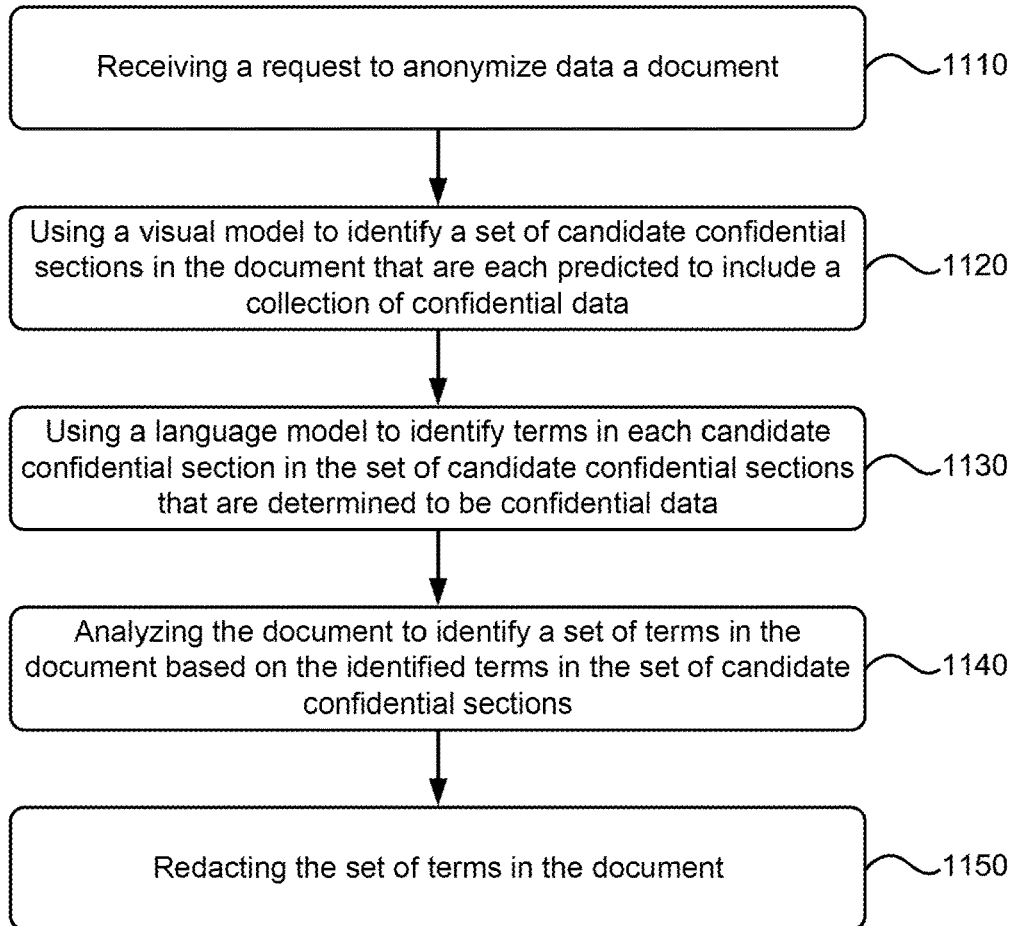 Receiving a request to anonymize data a document
1110
Using a visual model to identify a set of candidate confidential
sections in the document that are each predicted to include a
collection of confidential data
1120
Using a language model to identify terms in each candidate
confidential section in the set of candidate confidential sections
that are determined to be confidential data
1130
Analyzing the document to identify a set of terms in the
document based on the identified terms in the set of candidate
confidential sections
1140
Redacting the set of terms in the document
1150